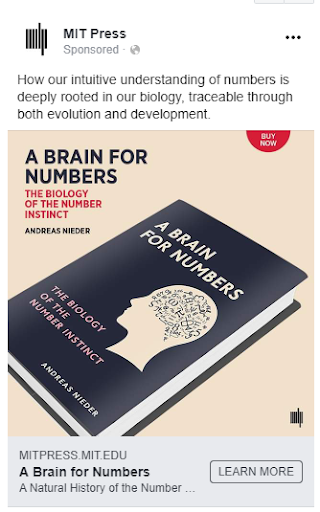 MIT Press
Sponsored ·
How our intuitive understanding of numbers is
deeply rooted in our biology, traceable through
both evolution and development.
BUY
NOW
A BRAIN FOR
NUMBERS
THE BIOLOGY
OF THE NUMBER
INSTINCT
ANDREAS NIEDER
A BRAIN
FOR NUMBERS
THE BIOLOGY
OF THE
NUMBER INSTINCT
ANDREAS NIEDER
MITPRESS.MIT.EDU
A Brain for Numbers
A Natural History of the Number ...
LEARN MORE